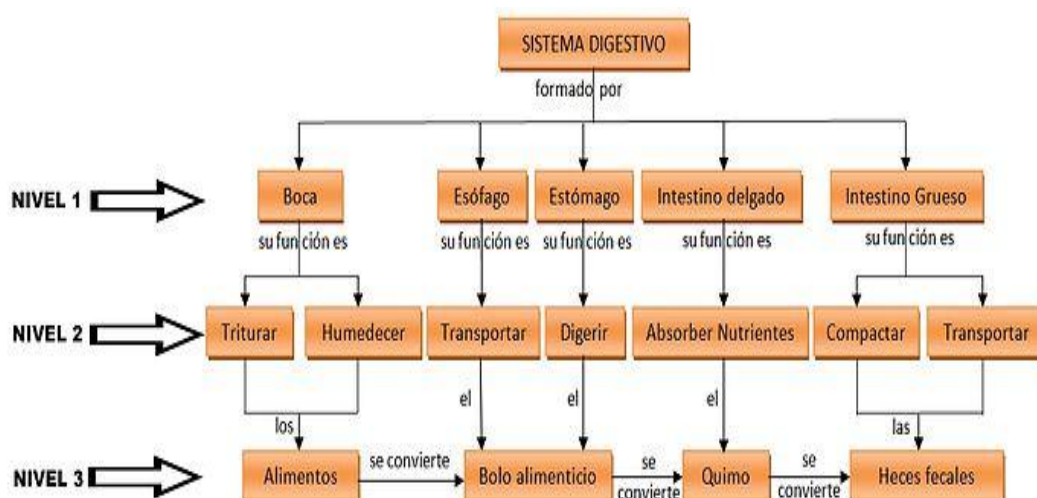 SISTEMA DIGESTIVO
formado por
NIVEL 1
Boca
Esófago
Estómago
Intestino delgado
Intestino Grueso
su función es
su función es
su función es
su función es
su función es
NIVEL 2
Triturar
Humedecer
Transportar
Digerir
Absorber Nutrientes
Compactar
Transportar
los
el
el
el
las
NIVEL 3
Alimentos
se convierte
Bolo alimenticio
se
convierte
Quimo
se
convierte
Heces fecales